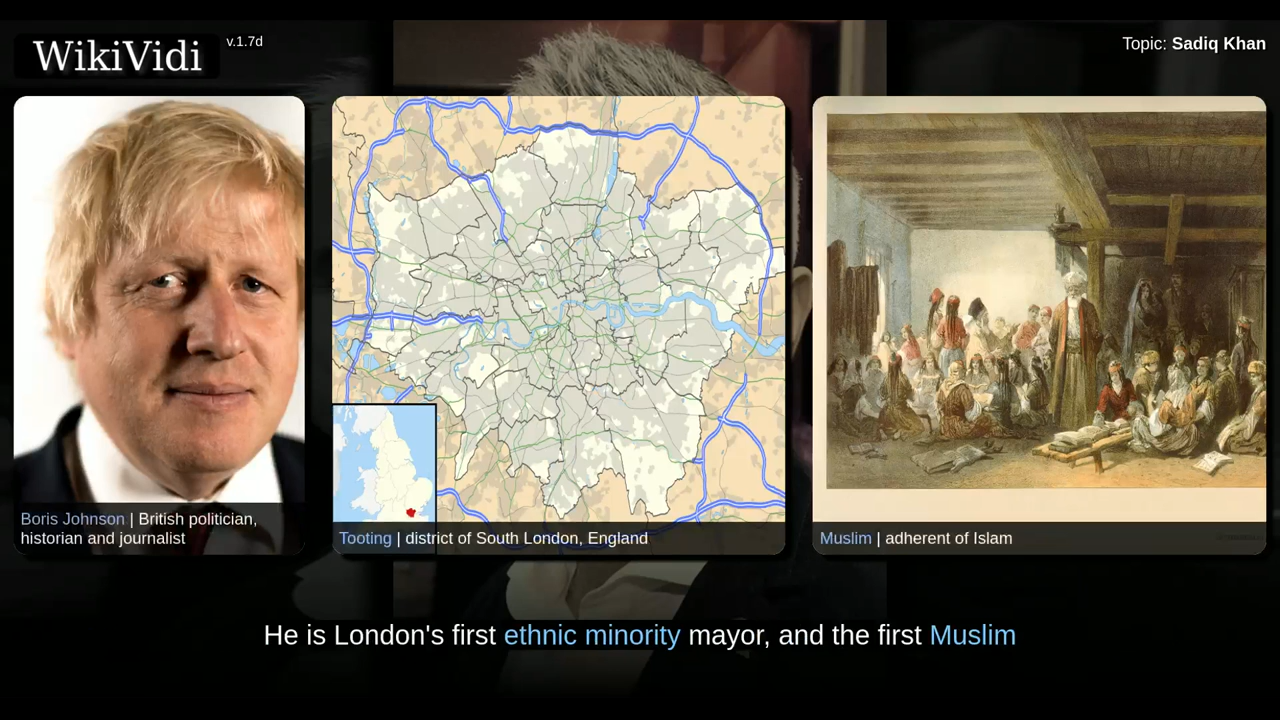 WikiVidi
v.1.7d
Topic: Sadiq Khan
Boris Johnson | British politician,
historian and journalist
Tooting | district of South London, England
Muslim | adherent of Islam
He is London's first ethnic minority mayor, and the first Muslim